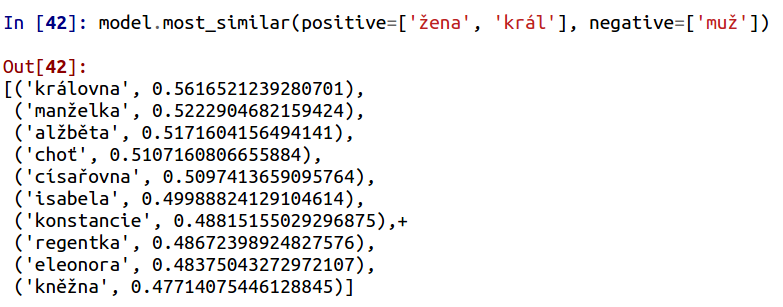 In [42]: model.most_similar(positive=['žena', 'král'], negative=['muž'])
Out[42]:
[('královna', 0.5616521239280701),
('manželka', 0.5222904682159424),
('alžběta', 0.5171604156494141),
('choť', 0.5107160806655884),
('císařovna', 0.5097413659095764),
('isabela', 0.49988824129104614),
('konstancie', 0.48815155029296875),+
('regentka', 0.48672398924827576),
('eleonora', 0.48375043272972107),
('kněžna', 0.47714075446128845)]